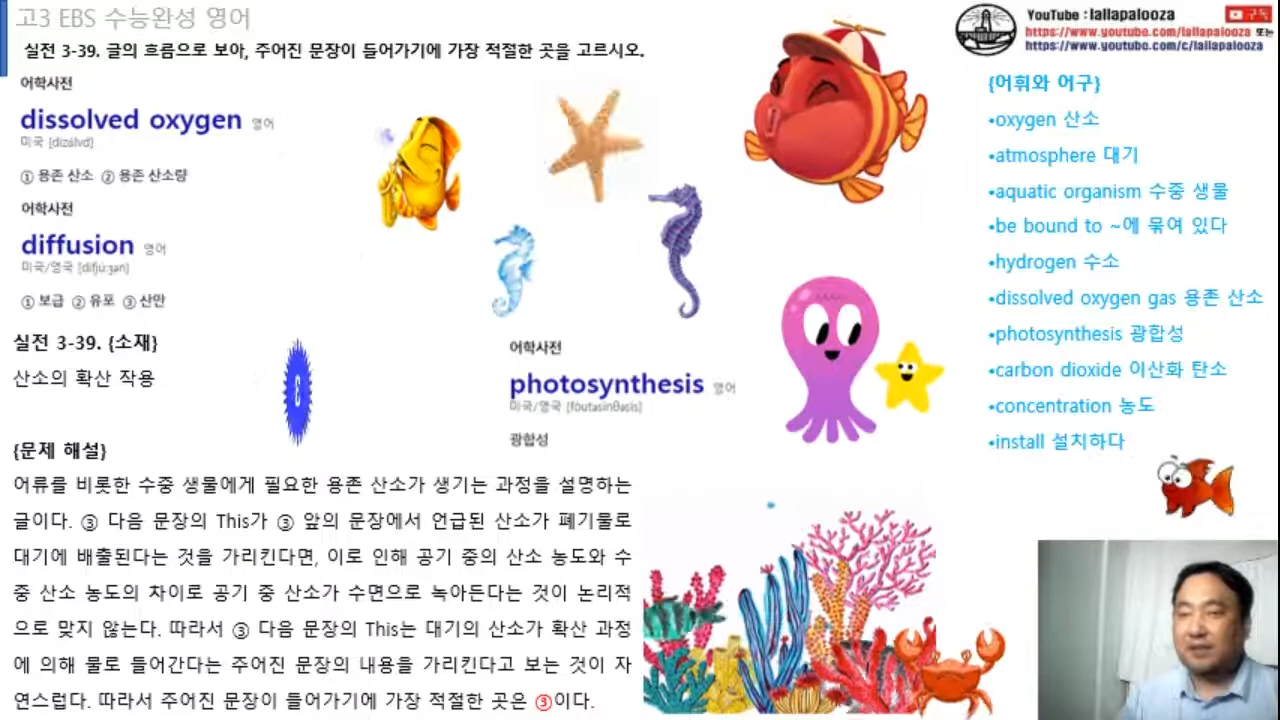 고3 EBS 수능완성 영어
실전 3-39. 글의 흐름으로 보아, 주어진 문장이 들어가기에 가장 적절한 곳을 고르시오.
YouTube : lallapalooza 구독
https://www.youtube.com/lallapalooza 또는
https://www.youtube.com/c/lallapalooza
어학사전
dissolved oxygen 영어
미국 [dizálvd]
① 용존 산소 ② 용존 산소량
어학사전
diffusion 영어
미국/영국 [difjú:ʒən]
① 보급 ② 유포 ③ 산만
실전 3-39. {소재}
산소의 확산 작용
어학사전
photosynthesis 영어
미국/영국 [fòutəsínθəsis]
광합성
{문제 해설}
어류를 비롯한 수중 생물에게 필요한 용존 산소가 생기는 과정을 설명하는
글이다. ③ 다음 문장의 This가 ③ 앞의 문장에서 언급된 산소가 폐기물로
대기에 배출된다는 것을 가리킨다면, 이로 인해 공기 중의 산소 농도와 수
중 산소 농도의 차이로 공기 중 산소가 수면으로 녹아든다는 것이 논리적
으로 맞지 않는다. 따라서 ③ 다음 문장의 This는 대기의 산소가 확산 과정
에 의해 물로 들어간다는 주어진 문장의 내용을 가리킨다고 보는 것이 자
연스럽다. 따라서 주어진 문장이 들어가기에 가장 적절한 곳은 ③이다.
{어휘와 어구}
•oxygen 산소
•atmosphere 대기
•aquatic organism 수중 생물
•be bound to ~에 묶여 있다
•hydrogen 수소
•dissolved oxygen gas 용존 산소
•photosynthesis 광합성
•carbon dioxide 이산화 탄소
•concentration 농도
•install 설치하다